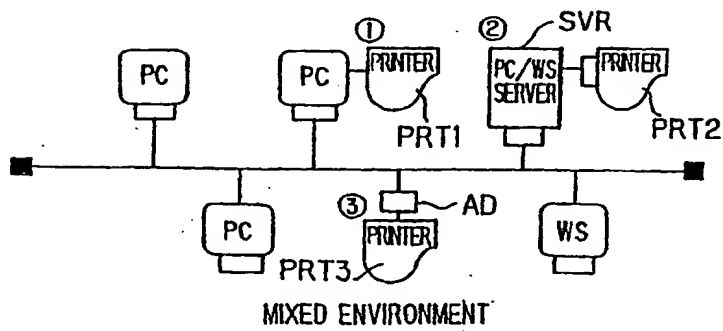 ① ② SVR
PC PC PRINTER PC/WS SERVER PRINTER
PRT1 PRT2
③ AD
PC PRINTER WS
PRT3
MIXED ENVIRONMENT